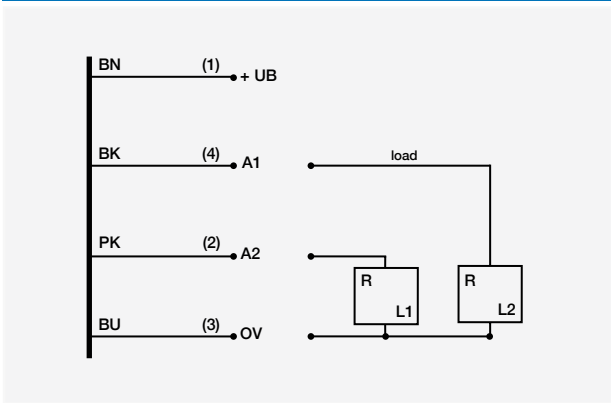 BN (1) + UB
BK (4) A1 load
PK (2) A2
R R
L1 L2
BU (3) OV